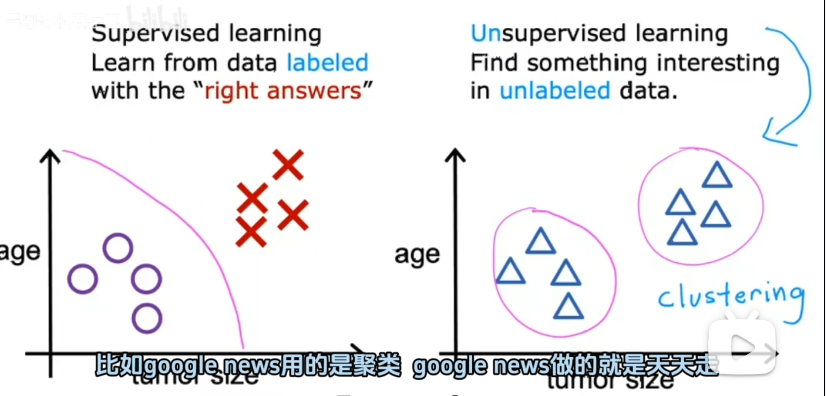 Supervised learning
Learn from data labeled
with the “right answers”
age
tumor size
Unsupervised learning
Find something interesting
in unlabeled data.
age
clustering
tumor size
比如google news用的是聚类 google news做的就是天天走